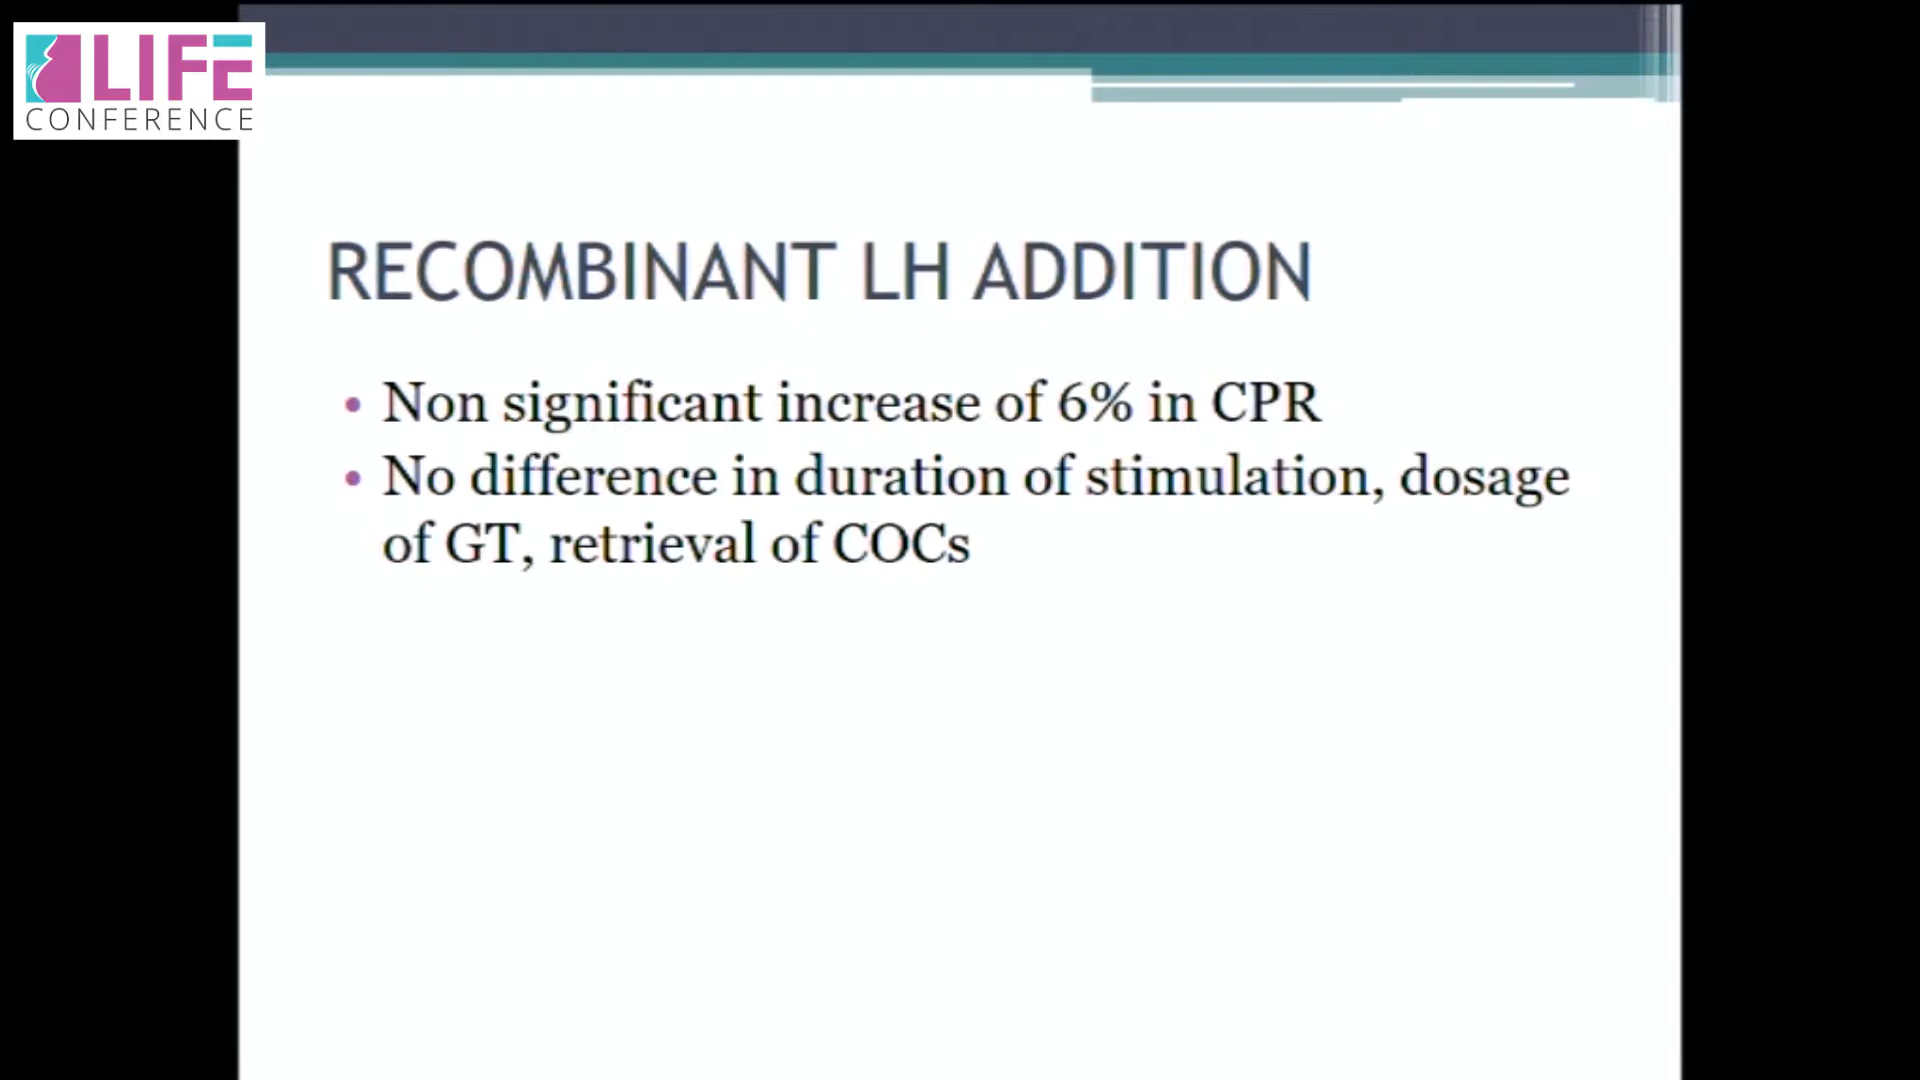 LIFE
CONFERENCE
RECOMBINANT LH ADDITION
• Non significant increase of 6% in CPR
• No difference in duration of stimulation, dosage
of GT, retrieval of COCs